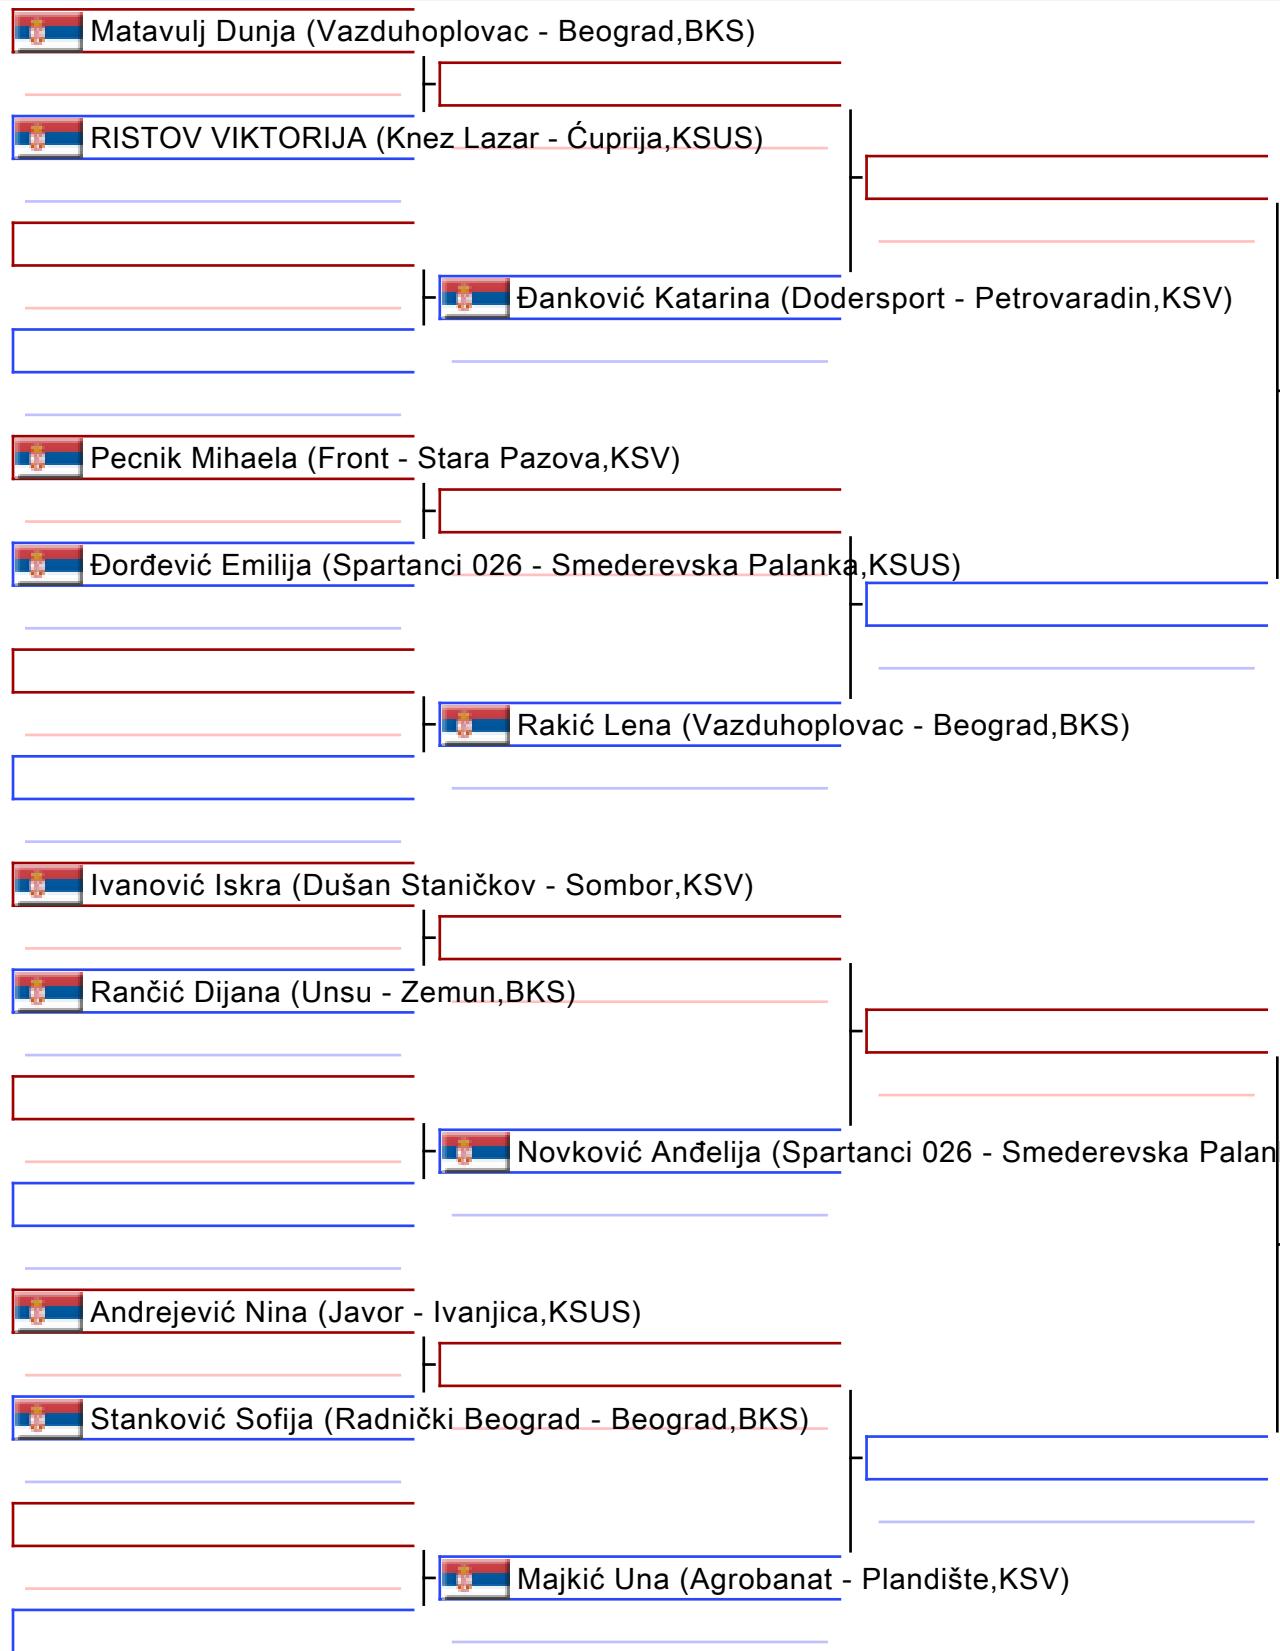 Matavulj Dunja (Vazduhoplovac - Beograd,BKS)
RISTOV VIKTORIJA (Knez Lazar - Ćuprija,KSUS)
Đanković Katarina (Dodersport - Petrovaradin,KSV)
Pecnik Mihaela (Front - Stara Pazova,KSV)
Đorđević Emilija (Spartanci 026 - Smederevska Palanka,KSUS)
Rakić Lena (Vazduhoplovac - Beograd,BKS)
Ivanović Iskra (Dušan Staničkov - Sombor,KSV)
Rančić Dijana (Unsu - Zemun,BKS)
Novković Anđelija (Spartanci 026 - Smederevska Palan
Andrejević Nina (Javor - Ivanjica,KSUS)
Stanković Sofija (Radnički Beograd - Beograd,BKS)
Majkić Una (Agrobanat - Plandište,KSV)